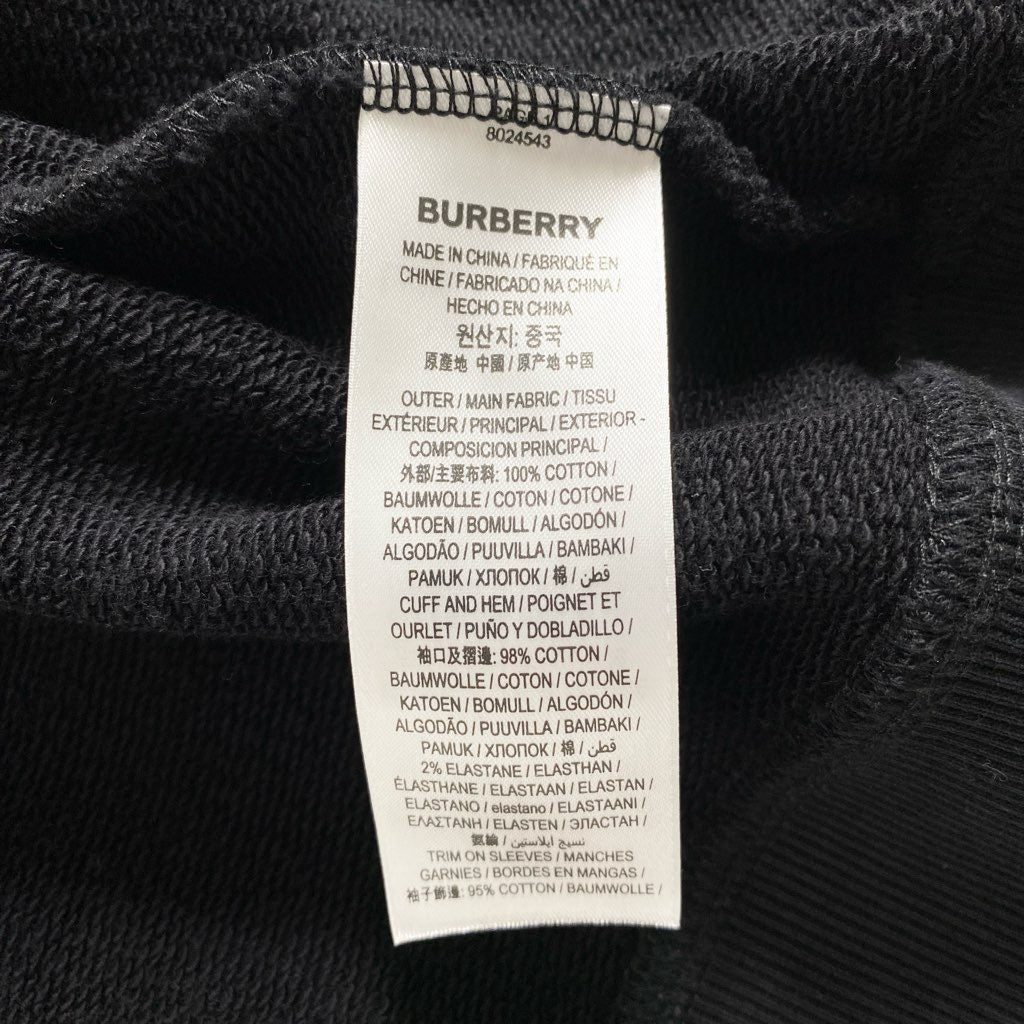 8024543
BURBERRY
MADE IN CHINA / FABRIQUÉ EN
CHINE / FABRICADO NA CHINA /
HECHO EN CHINA
원산지: 중국
原產地 中國 / 原产地 中国
OUTER / MAIN FABRIC / TISSU
EXTÉRIEUR / PRINCIPAL / EXTERIOR -
COMPOSICION PRINCIPAL /
外部/主要布料: 100% COTTON /
BAUMWOLLE / COTON / COTONE /
KATOEN / BOMULL / ALGODÓN /
ALGODÃO / PUUVILLA / BAMBAKI /
PAMUK / ХЛОПОК / 棉 / قطن
CUFF AND HEM / POIGNET ET
OURLET / PUÑO Y DOBLADILLO /
袖口及摺邊: 98% COTTON /
BAUMWOLLE / COTON / COTONE /
KATOEN / BOMULL / ALGODÓN /
ALGODÃO / PUUVILLA / BAMBAKI /
PAMUK / ХЛОПОК / 棉 / قطن
2% ELASTANE / ELASTHAN /
ÉLASTHANE / ELASTAAN / ELASTAN /
ELASTANO / elastano / ELASTAANI /
ΕΛΑΣΤΑΝΗ / ELASTEN / ЭЛАСТАН /
氨綸 / نسيج ايلاستين
TRIM ON SLEEVES / MANCHES
GARNIES / BORDES EN MANGAS /
袖子飾邊: 95% COTTON / BAUMWOLLE /